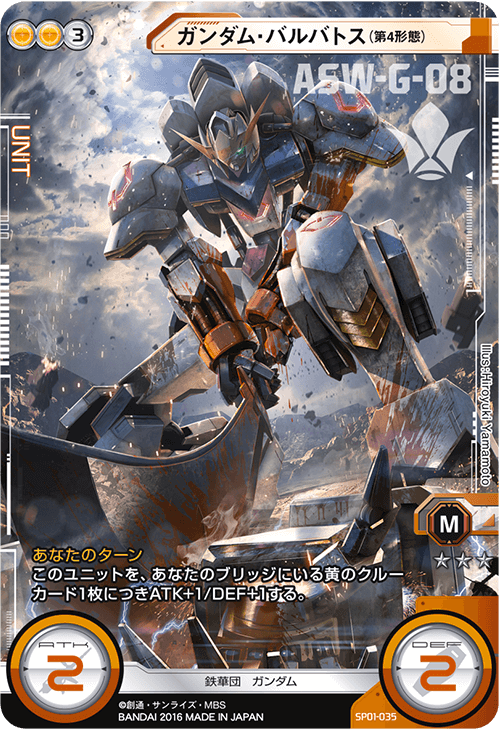 3
ガンダム・バルバトス(第4形態)
ASW-G-08
UNIT
Illus:Hiroyuki Yamamoto
M
あなたのターン
このユニットを、あなたのブリッジにいる黄のクルー
カード1枚につきATK+1/DEF+1する。
ATK
2
DEF
2
鉄華団 ガンダム
©創通・サンライズ・MBS
BANDAI 2016 MADE IN JAPAN
SP01-035